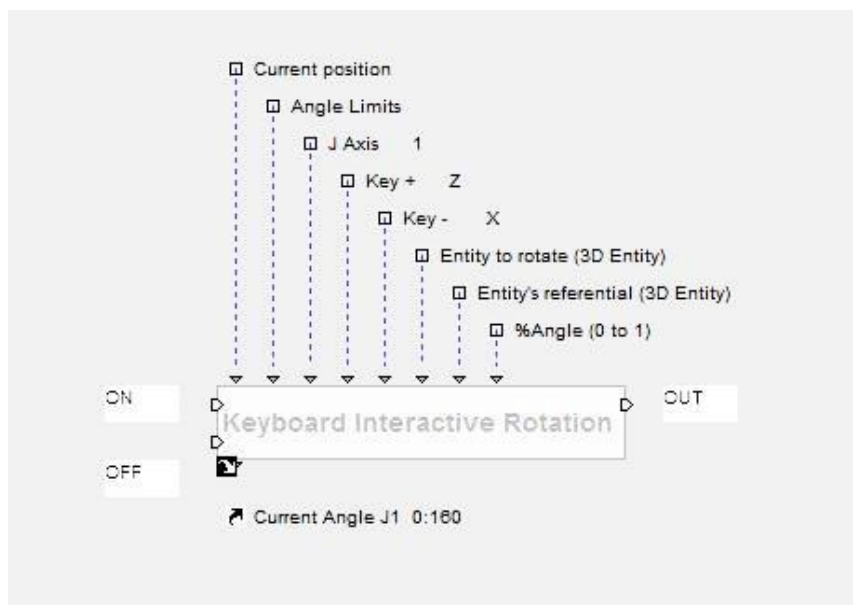 Current position
Angle Limits
J Axis 1
Key + Z
Key - X
Entity to rotate (3D Entity)
Entity's referential (3D Entity)
%Angle (0 to 1)
ON
OUT
Keyboard Interactive Rotation
OFF
Current Angle J1 0:160